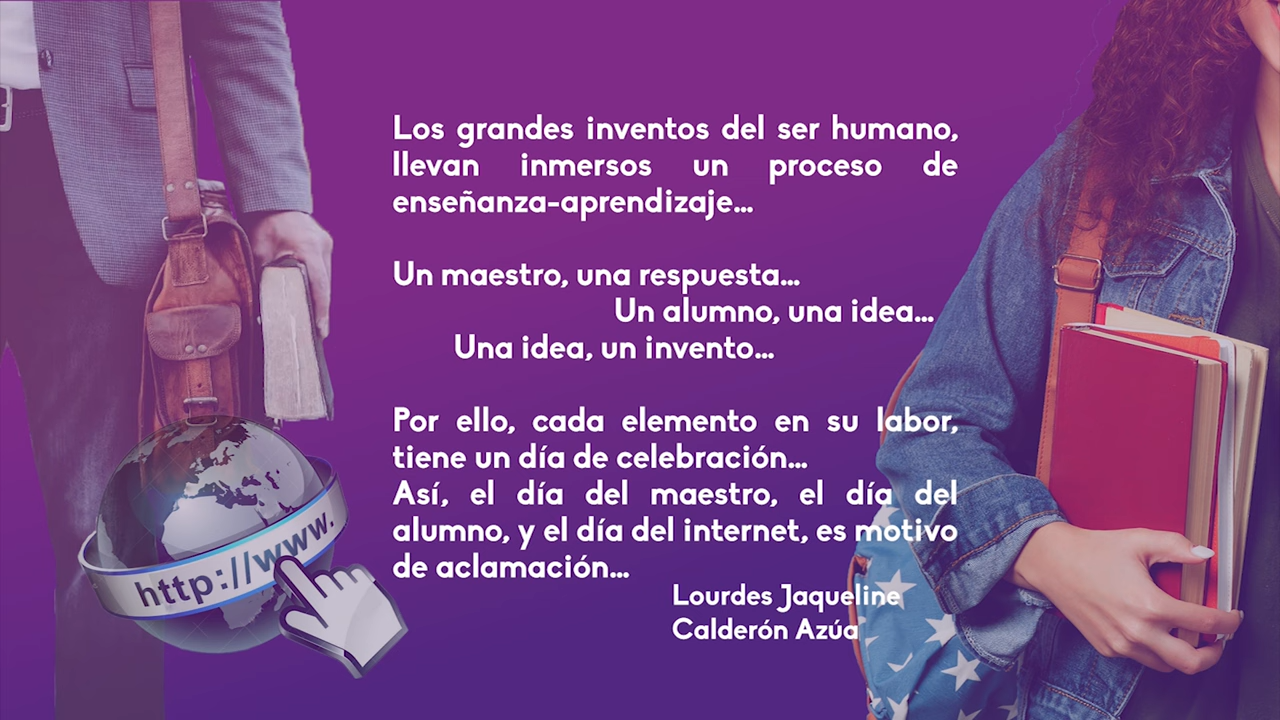 Los grandes inventos del ser humano,
llevan inmersos un proceso de
enseñanza-aprendizaje...
Un maestro, una respuesta...
Un alumno, una idea...
Una idea, un invento...
Por ello, cada elemento en su labor,
tiene un día de celebración...
Así, el día del maestro, el día del
alumno, y el día del internet, es motivo
de aclamación...
Lourdes Jaqueline
Calderón Azúa
http://www.